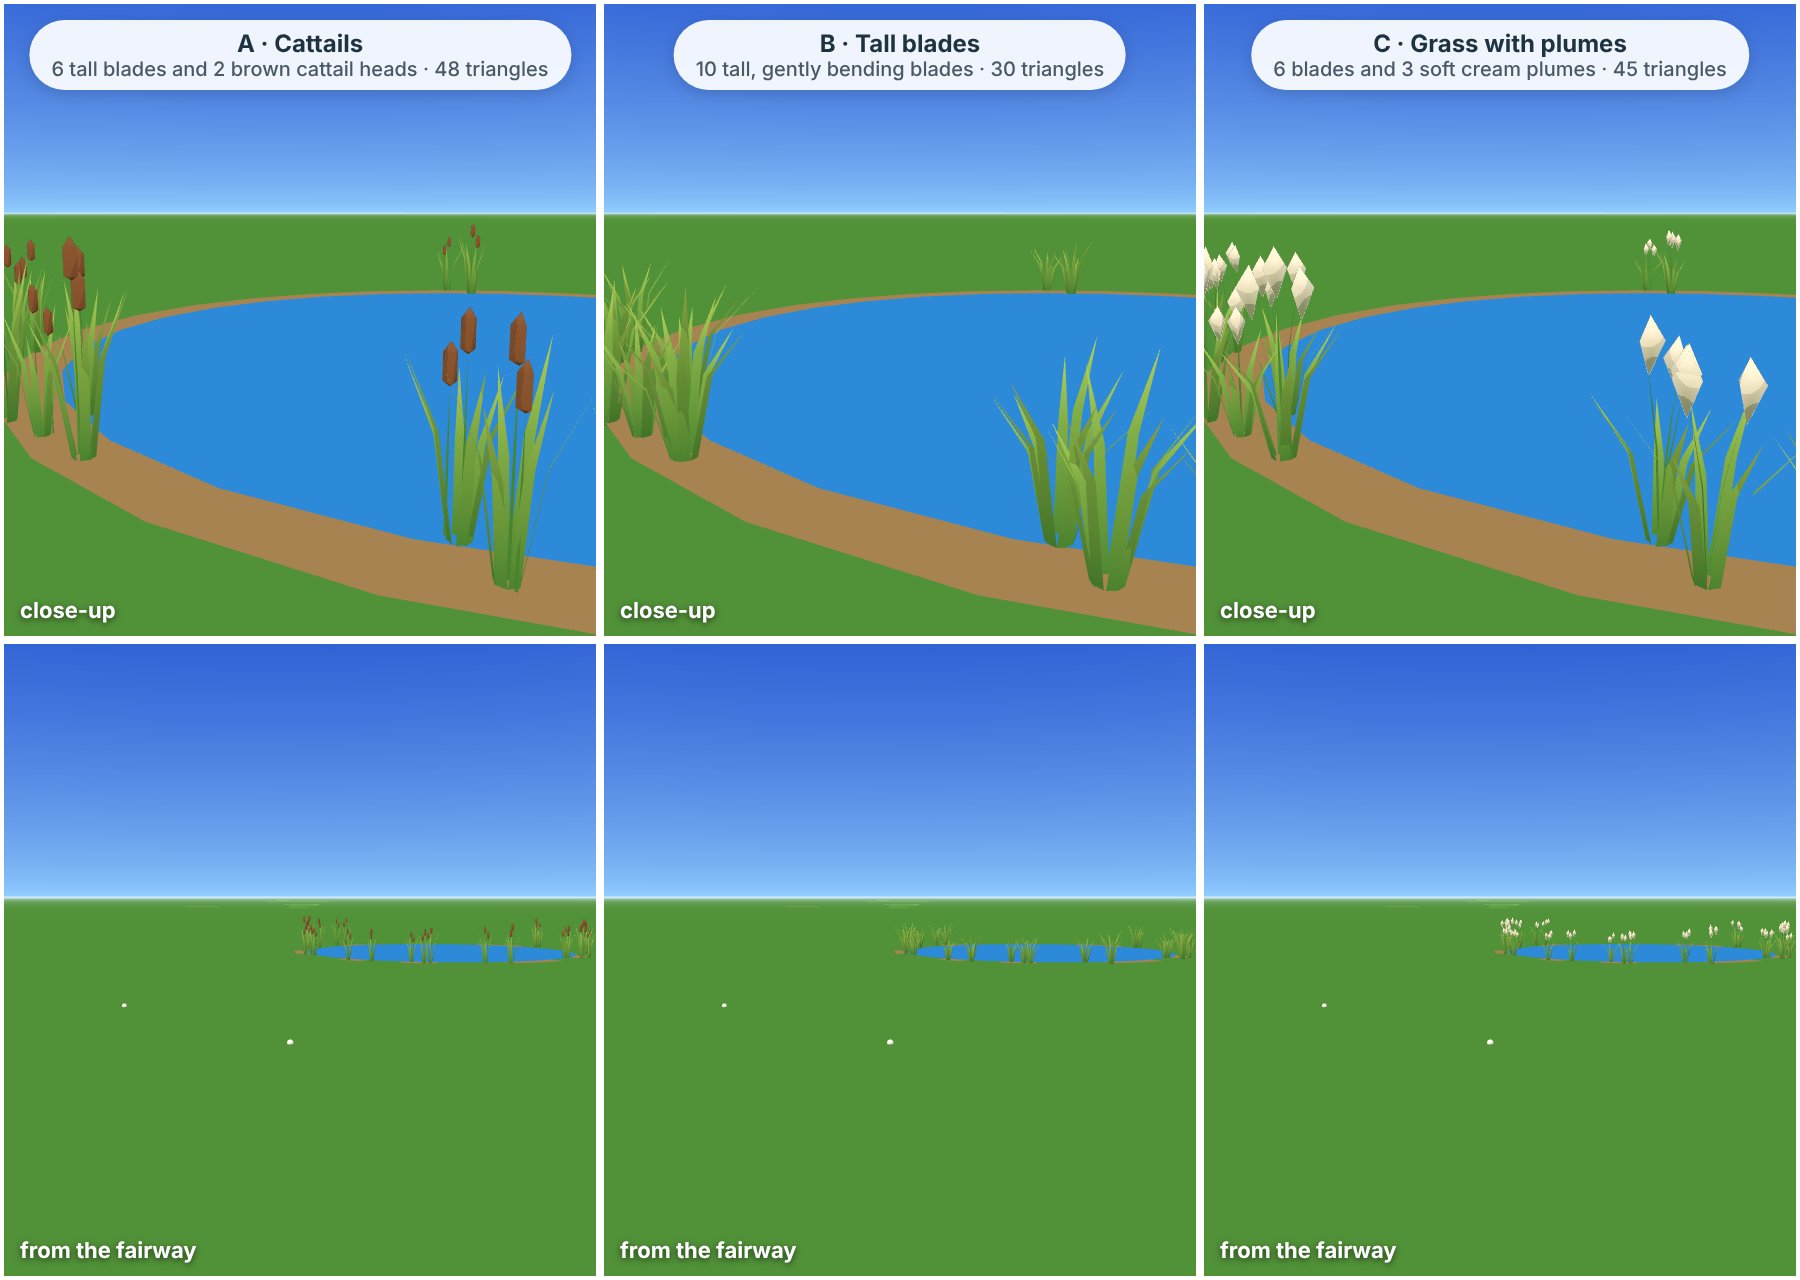 A · Cattails
6 tall blades and 2 brown cattail heads · 48 triangles
B · Tall blades
10 tall, gently bending blades · 30 triangles
C · Grass with plumes
6 blades and 3 soft cream plumes · 45 triangles
close-up
close-up
close-up
from the fairway
from the fairway
from the fairway